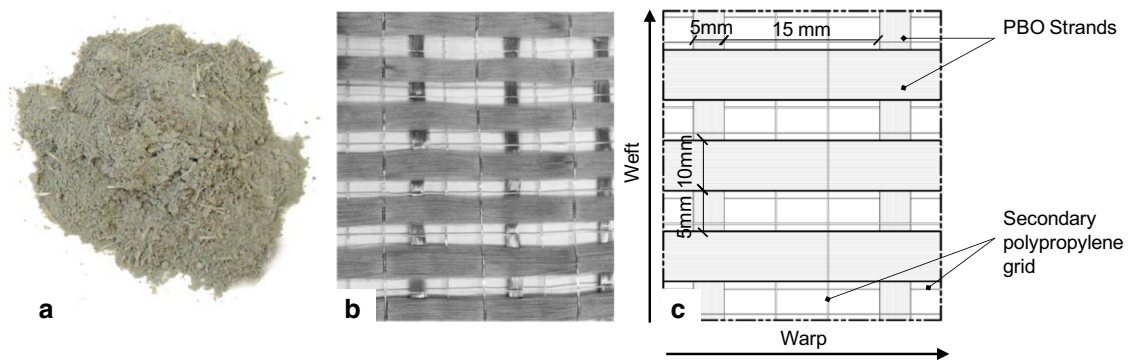 a
b
c
5mm
15 mm
10mm
5mm
PBO Strands
Secondary
polypropylene
grid
Weft
Warp